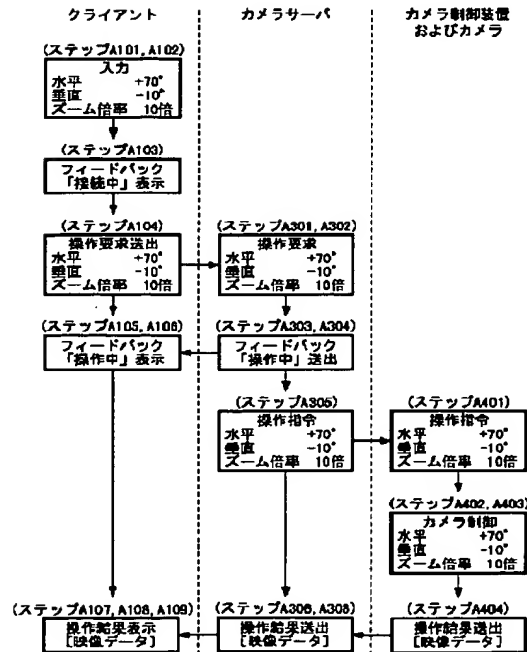 クライアント
カメラサーバ
カメラ制御装置
およびカメラ
(ステップA101, A102)
入力
水平 +70°
垂直 -10°
ズーム倍率 10倍
(ステップA103)
フィードバック
「接続中」表示
(ステップA104)
操作要求送出
水平 +70°
垂直 -10°
ズーム倍率 10倍
(ステップA301, A302)
操作要求
水平 +70°
垂直 -10°
ズーム倍率 10倍
(ステップA105, A106)
フィードバック
「操作中」表示
(ステップA303, A304)
フィードバック
「操作中」送出
(ステップA305)
操作指令
水平 +70°
垂直 -10°
ズーム倍率 10倍
(ステップA401)
操作指令
水平 +70°
垂直 -10°
ズーム倍率 10倍
(ステップA402, A403)
カメラ制御
水平 +70°
垂直 -10°
ズーム倍率 10倍
(ステップA107, A108, A109)
操作結果表示
[映像データ]
(ステップA306, A308)
操作結果送出
[映像データ]
(ステップA404)
操作結果送出
[映像データ]